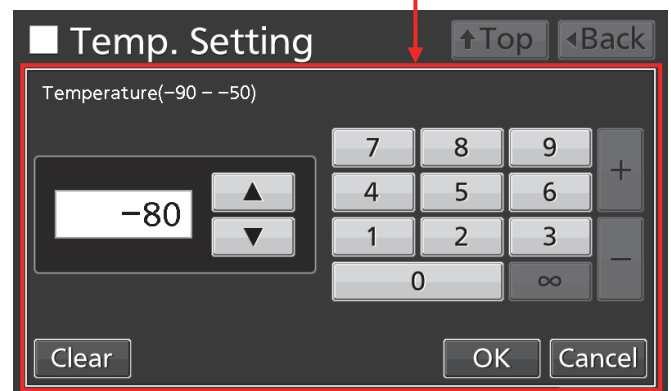 Temp. Setting
↑Top
◂Back
Temperature(−90 – −50)
7 8 9 +
4 5 6
−80
1 2 3 −
0 ∞
Clear
OK
Cancel